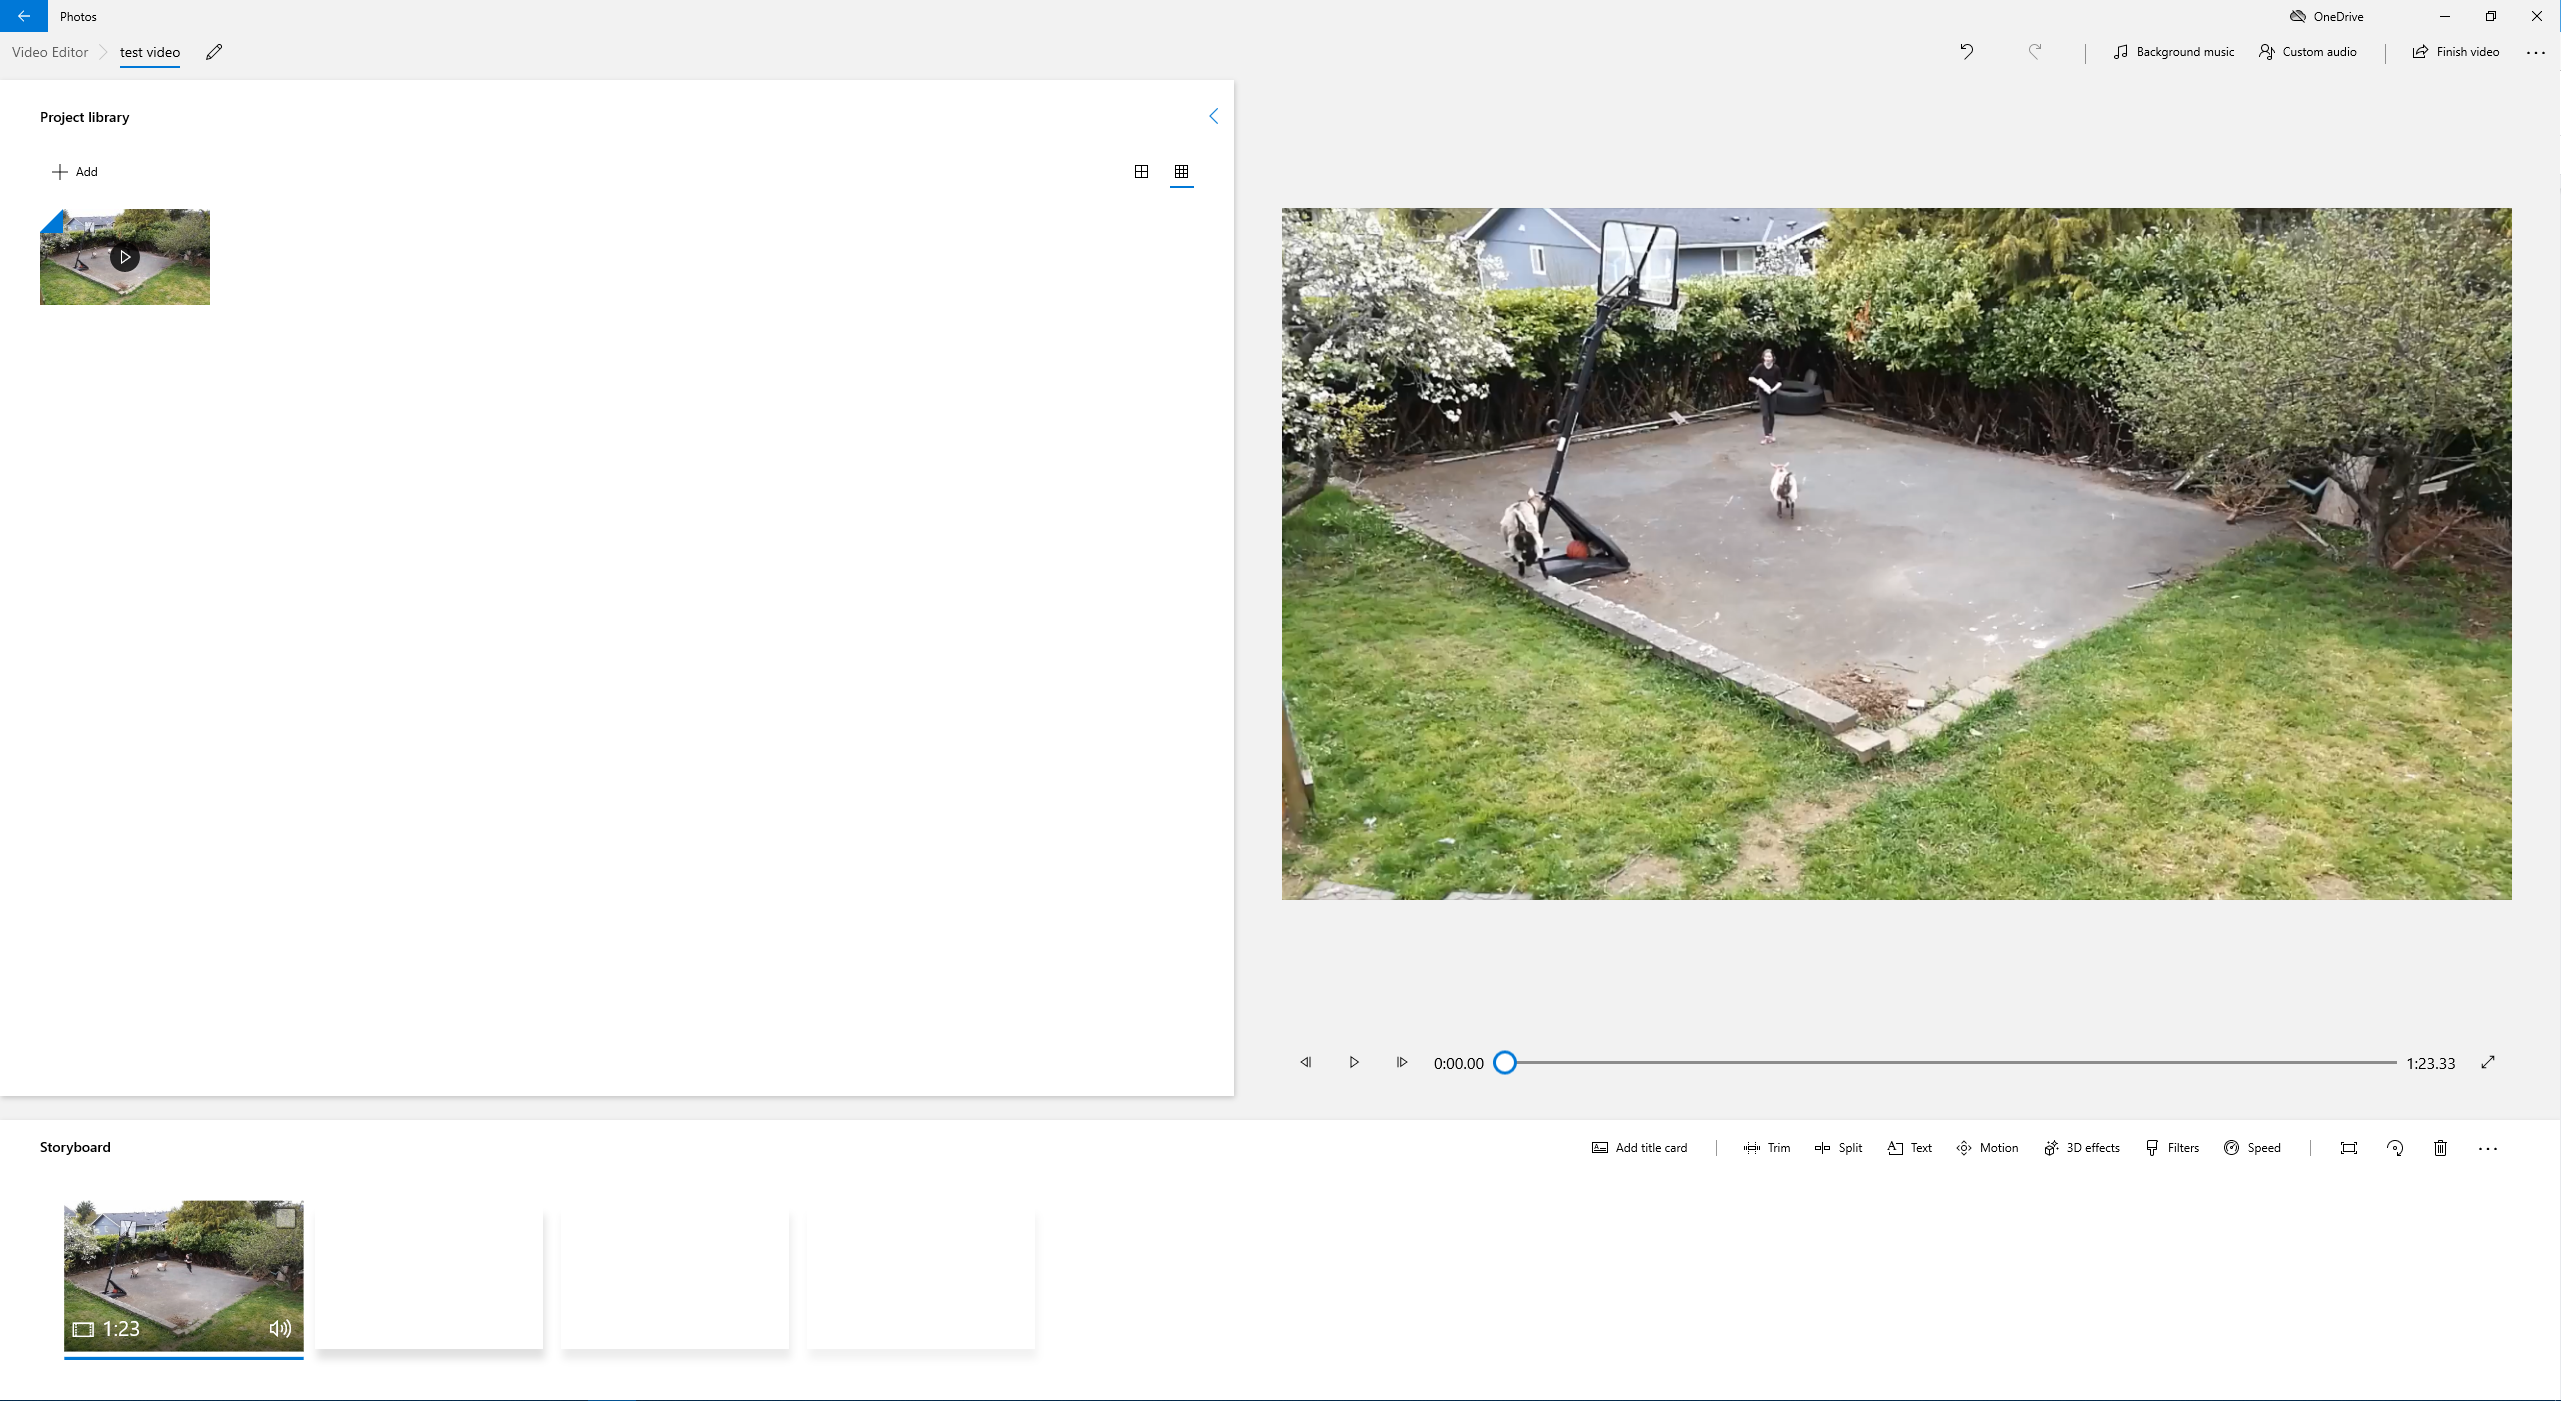 Photos
OneDrive
Video Editor
test video
Background music
Custom audio
Finish video
Project library
Add
0:00.00
1:23.33
Storyboard
Add title card
Trim
Split
Text
Motion
3D effects
Filters
Speed
1:23